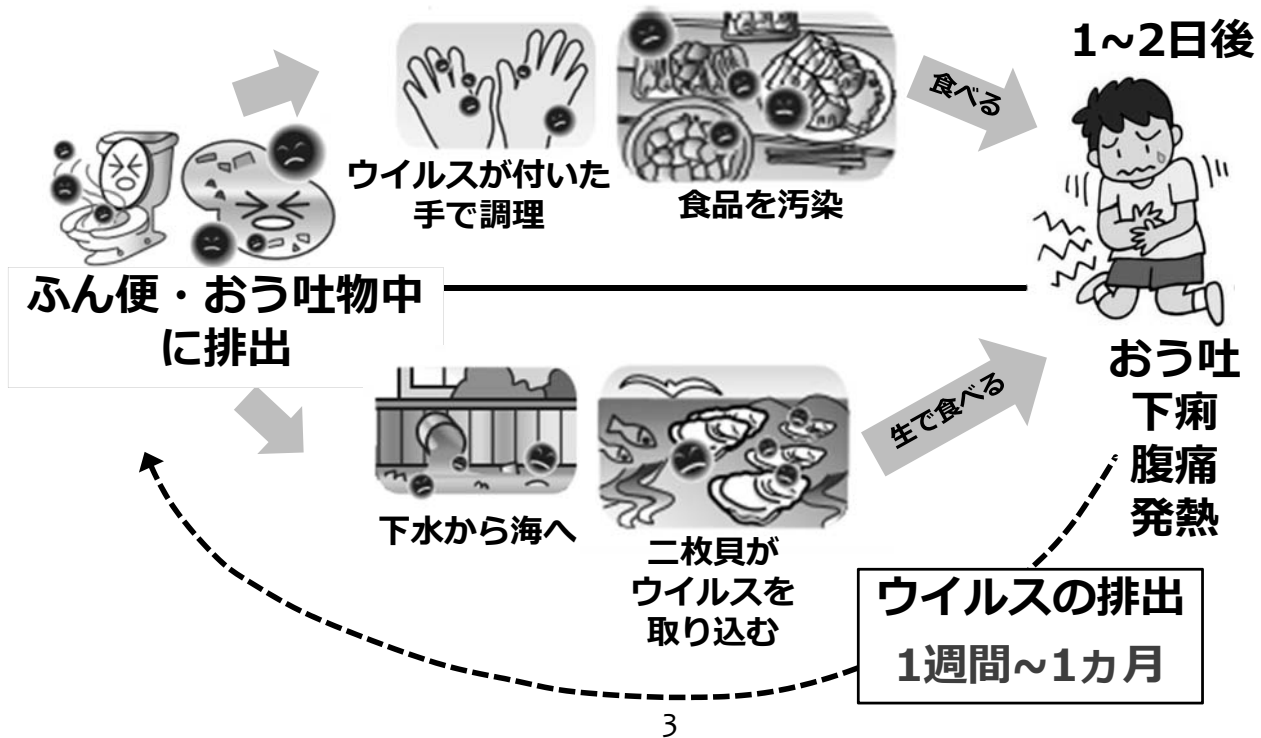 1~2日後
食べる
ウイルスが付いた
手で調理
食品を汚染
ふん便・おう吐物中
に排出
おう吐
下痢
腹痛
発熱
生で食べる
下水から海へ
二枚貝が
ウイルスを
取り込む
ウイルスの排出
1週間~1ヵ月
3